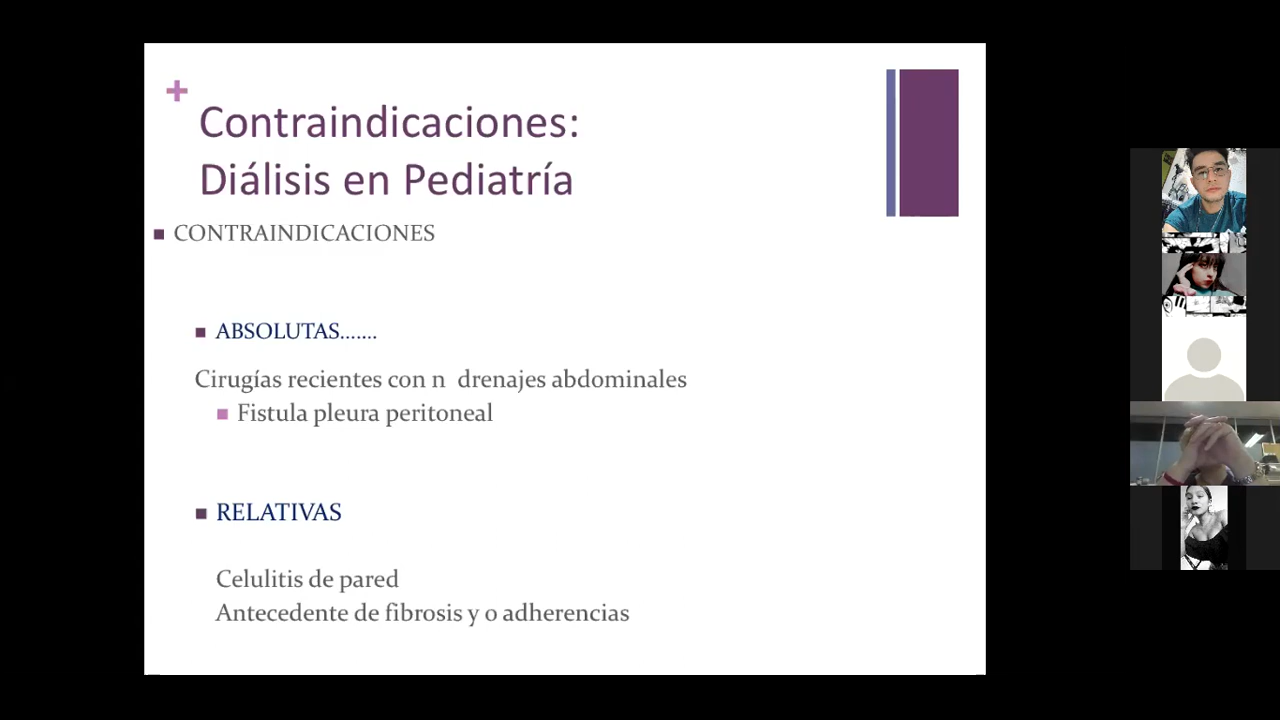 +
Contraindicaciones:
Diálisis en Pediatría
CONTRAINDICACIONES
ABSOLUTAS.......
Cirugías recientes con n drenajes abdominales
Fistula pleura peritoneal
RELATIVAS
Celulitis de pared
Antecedente de fibrosis y o adherencias